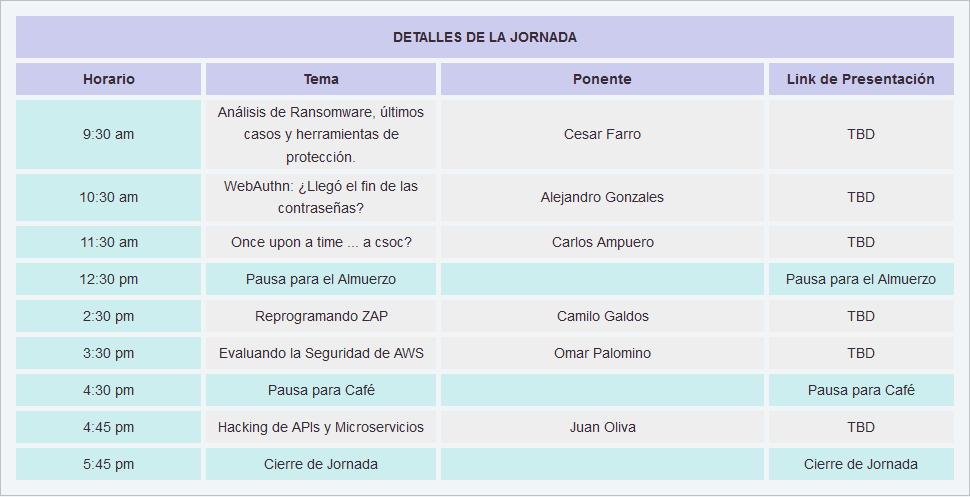 DETALLES DE LA JORNADA
Horario Tema Ponente Link de Presentación
9:30 am
Análisis de Ransomware, últimos
casos y herramientas de
protección.
Cesar Farro
TBD
10:30 am
WebAuthn: ¿Llegó el fin de las
contraseñas?
Alejandro Gonzales
TBD
11:30 am Once upon a time ... a csoc? Carlos Ampuero TBD
12:30 pm Pausa para el Almuerzo Pausa para el Almuerzo
2:30 pm Reprogramando ZAP Camilo Galdos TBD
3:30 pm Evaluando la Seguridad de AWS Omar Palomino TBD
4:30 pm Pausa para Café Pausa para Café
4:45 pm Hacking de APIs y Microservicios Juan Oliva TBD
5:45 pm Cierre de Jornada Cierre de Jornada